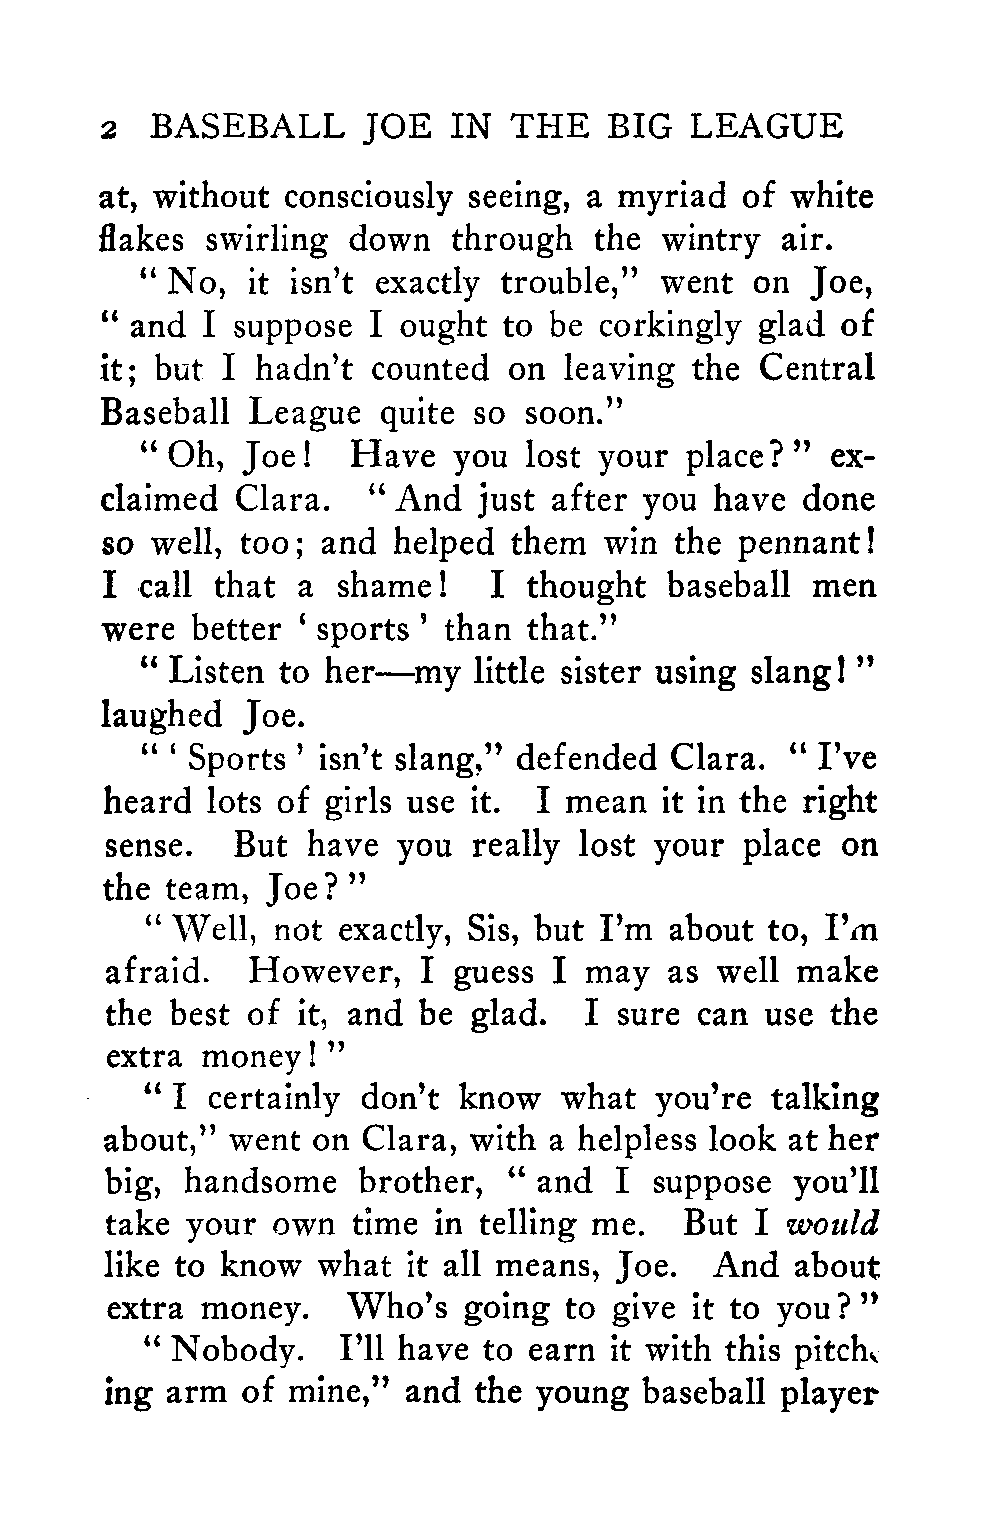 2 BASEBALL JOE IN THE BIG LEAGUE
at, without consciously seeing, a myriad of white
flakes swirling down through the wintry air.
“ No, it isn’t exactly trouble,” went on Joe,
“ and I suppose I ought to be corkingly glad of
it; but I hadn’t counted on leaving the Central
Baseball League quite so soon.”
“ Oh, Joe! Have you lost your place? ” ex-
claimed Clara. “ And just after you have done
so well, too; and helped them win the pennant!
I call that a shame! I thought baseball men
were better ‘ sports ’ than that.”
“ Listen to her—my little sister using slang! ”
laughed Joe.
“ ‘ Sports ’ isn’t slang,” defended Clara. “ I’ve
heard lots of girls use it. I mean it in the right
sense. But have you really lost your place on
the team, Joe? ”
“ Well, not exactly, Sis, but I’m about to, I’m
afraid. However, I guess I may as well make
the best of it, and be glad. I sure can use the
extra money! ”
“ I certainly don’t know what you’re talking
about,” went on Clara, with a helpless look at her
big, handsome brother, “ and I suppose you’ll
take your own time in telling me. But I would
like to know what it all means, Joe. And about
extra money. Who’s going to give it to you? ”
“ Nobody. I’ll have to earn it with this pitch-
ing arm of mine,” and the young baseball player